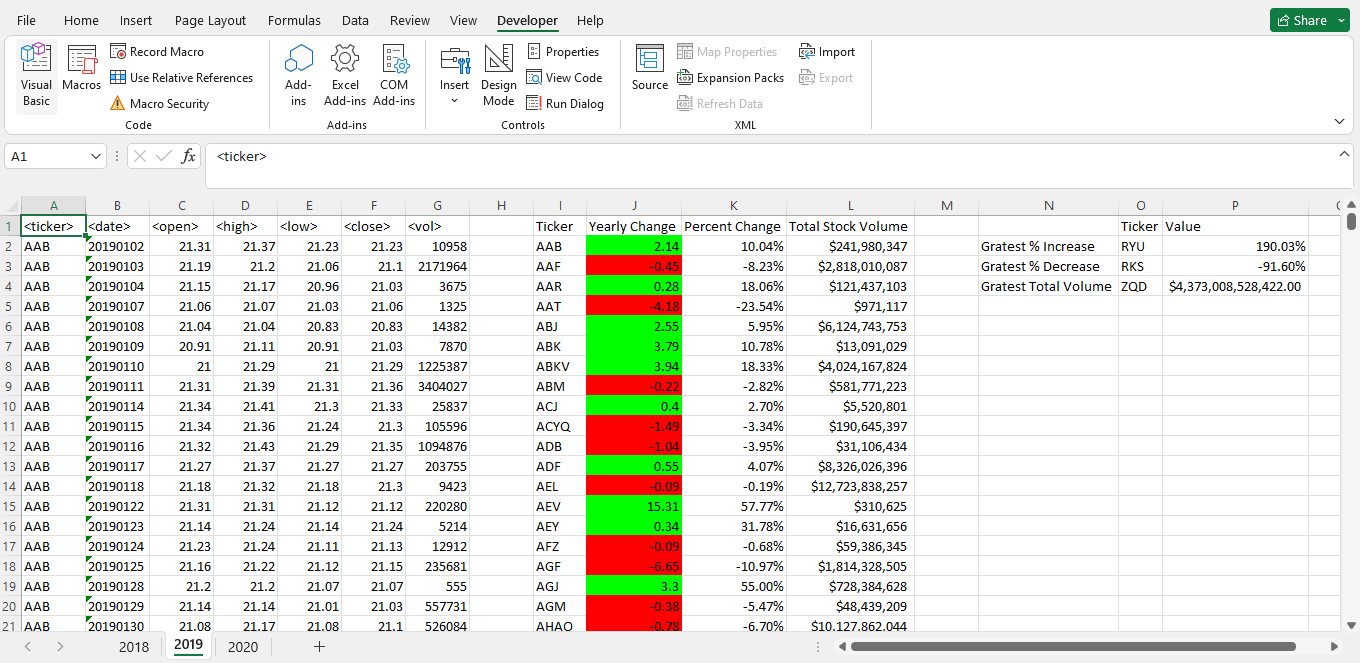 File Home Insert Page Layout Formulas Data Review View Developer Help Share
Visual Basic
Macros
Record Macro
Use Relative References
Macro Security
Code
Add-ins
Excel Add-ins
COM Add-ins
Add-ins
Insert
Design Mode
Properties
View Code
Run Dialog
Controls
Source
Map Properties
Expansion Packs
Refresh Data
Import
Export
XML
A1 fx <ticker>
A B C D E F G H I J K L M N O P
1 <ticker> <date> <open> <high> <low> <close> <vol> Ticker Yearly Change Percent Change Total Stock Volume Ticker Value
2 AAB 20190102 21.31 21.37 21.23 21.23 10958 AAB 2.14 10.04% $241,980,347 Gratest % Increase RYU 190.03%
3 AAB 20190103 21.19 21.2 21.06 21.1 2171964 AAF -0.45 -8.23% $2,818,010,087 Gratest % Decrease RKS -91.60%
4 AAB 20190104 21.15 21.17 20.96 21.03 3675 AAR 0.28 18.06% $121,437,103 Gratest Total Volume ZQD $4,373,008,528,422.00
5 AAB 20190107 21.06 21.07 21.03 21.06 1325 AAT -4.18 -23.54% $971,117
6 AAB 20190108 21.04 21.04 20.83 20.83 14382 ABJ 2.55 5.95% $6,124,743,753
7 AAB 20190109 20.91 21.11 20.91 21.03 7870 ABK 3.79 10.78% $13,091,029
8 AAB 20190110 21 21.29 21 21.29 1225387 ABKV 3.94 18.33% $4,024,167,824
9 AAB 20190111 21.31 21.39 21.31 21.36 3404027 ABM -0.22 -2.82% $581,771,223
10 AAB 20190114 21.34 21.41 21.3 21.33 25837 ACJ 0.4 2.70% $5,520,801
11 AAB 20190115 21.34 21.36 21.24 21.3 105596 ACYQ -1.49 -3.34% $190,645,397
12 AAB 20190116 21.32 21.43 21.29 21.35 1094876 ADB -1.04 -3.95% $31,106,434
13 AAB 20190117 21.27 21.37 21.27 21.27 203755 ADF 0.55 4.07% $8,326,026,396
14 AAB 20190118 21.18 21.32 21.18 21.3 9423 AEL -0.09 -0.19% $12,723,838,257
15 AAB 20190122 21.31 21.31 21.12 21.12 220280 AEV 15.31 57.77% $310,625
16 AAB 20190123 21.14 21.24 21.14 21.24 5214 AEY 0.34 31.78% $16,631,656
17 AAB 20190124 21.23 21.24 21.11 21.13 12912 AFZ -0.09 -0.68% $59,386,345
18 AAB 20190125 21.16 21.22 21.12 21.15 235681 AGF -6.65 -10.97% $1,814,328,505
19 AAB 20190128 21.2 21.2 21.07 21.07 555 AGJ 3.3 55.00% $728,384,628
20 AAB 20190129 21.14 21.14 21.01 21.03 557731 AGM -0.38 -5.47% $48,439,209
21 AAB 20190130 21.08 21.17 21.08 21.1 526084 AHAO -0.78 -6.70% $10,127,862,044
2018 2019 2020